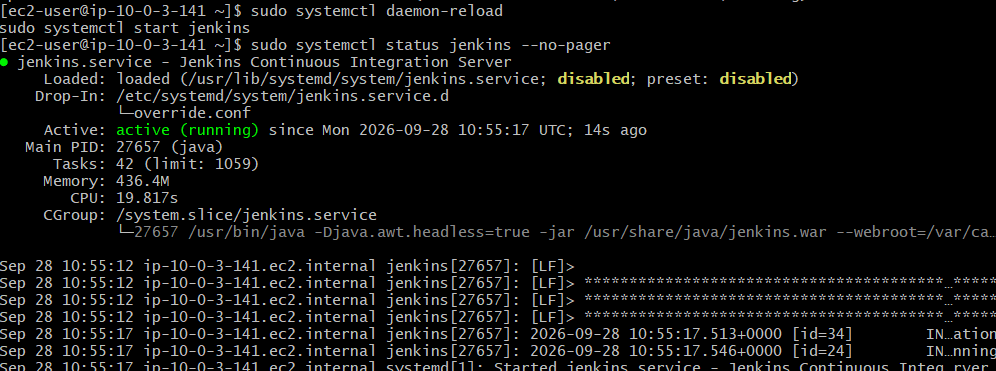 [ec2-user@ip-10-0-3-141 ~]$ sudo systemctl daemon-reload
sudo systemctl start jenkins
[ec2-user@ip-10-0-3-141 ~]$ sudo systemctl status jenkins --no-pager
● jenkins.service - Jenkins Continuous Integration Server
Loaded: loaded (/usr/lib/systemd/system/jenkins.service; disabled; preset: disabled)
Drop-In: /etc/systemd/system/jenkins.service.d
└─override.conf
Active: active (running) since Mon 2026-09-28 10:55:17 UTC; 14s ago
Main PID: 27657 (java)
Tasks: 42 (limit: 1059)
Memory: 436.4M
CPU: 19.817s
CGroup: /system.slice/jenkins.service
└─27657 /usr/bin/java -Djava.awt.headless=true -jar /usr/share/java/jenkins.war --webroot=/var/ca…
Sep 28 10:55:12 ip-10-0-3-141.ec2.internal jenkins[27657]: [LF]>
Sep 28 10:55:12 ip-10-0-3-141.ec2.internal jenkins[27657]: [LF]> *****************************************…*****
Sep 28 10:55:12 ip-10-0-3-141.ec2.internal jenkins[27657]: [LF]> *****************************************…*****
Sep 28 10:55:12 ip-10-0-3-141.ec2.internal jenkins[27657]: [LF]> *****************************************…*****
Sep 28 10:55:17 ip-10-0-3-141.ec2.internal jenkins[27657]: 2026-09-28 10:55:17.513+0000 [id=34] IN…ation
Sep 28 10:55:17 ip-10-0-3-141.ec2.internal jenkins[27657]: 2026-09-28 10:55:17.546+0000 [id=24] IN…nning
Sep 28 10:55:17 ip-10-0-3-141.ec2.internal systemd[1]: Started jenkins.service - Jenkins Continuous Integ…rver.